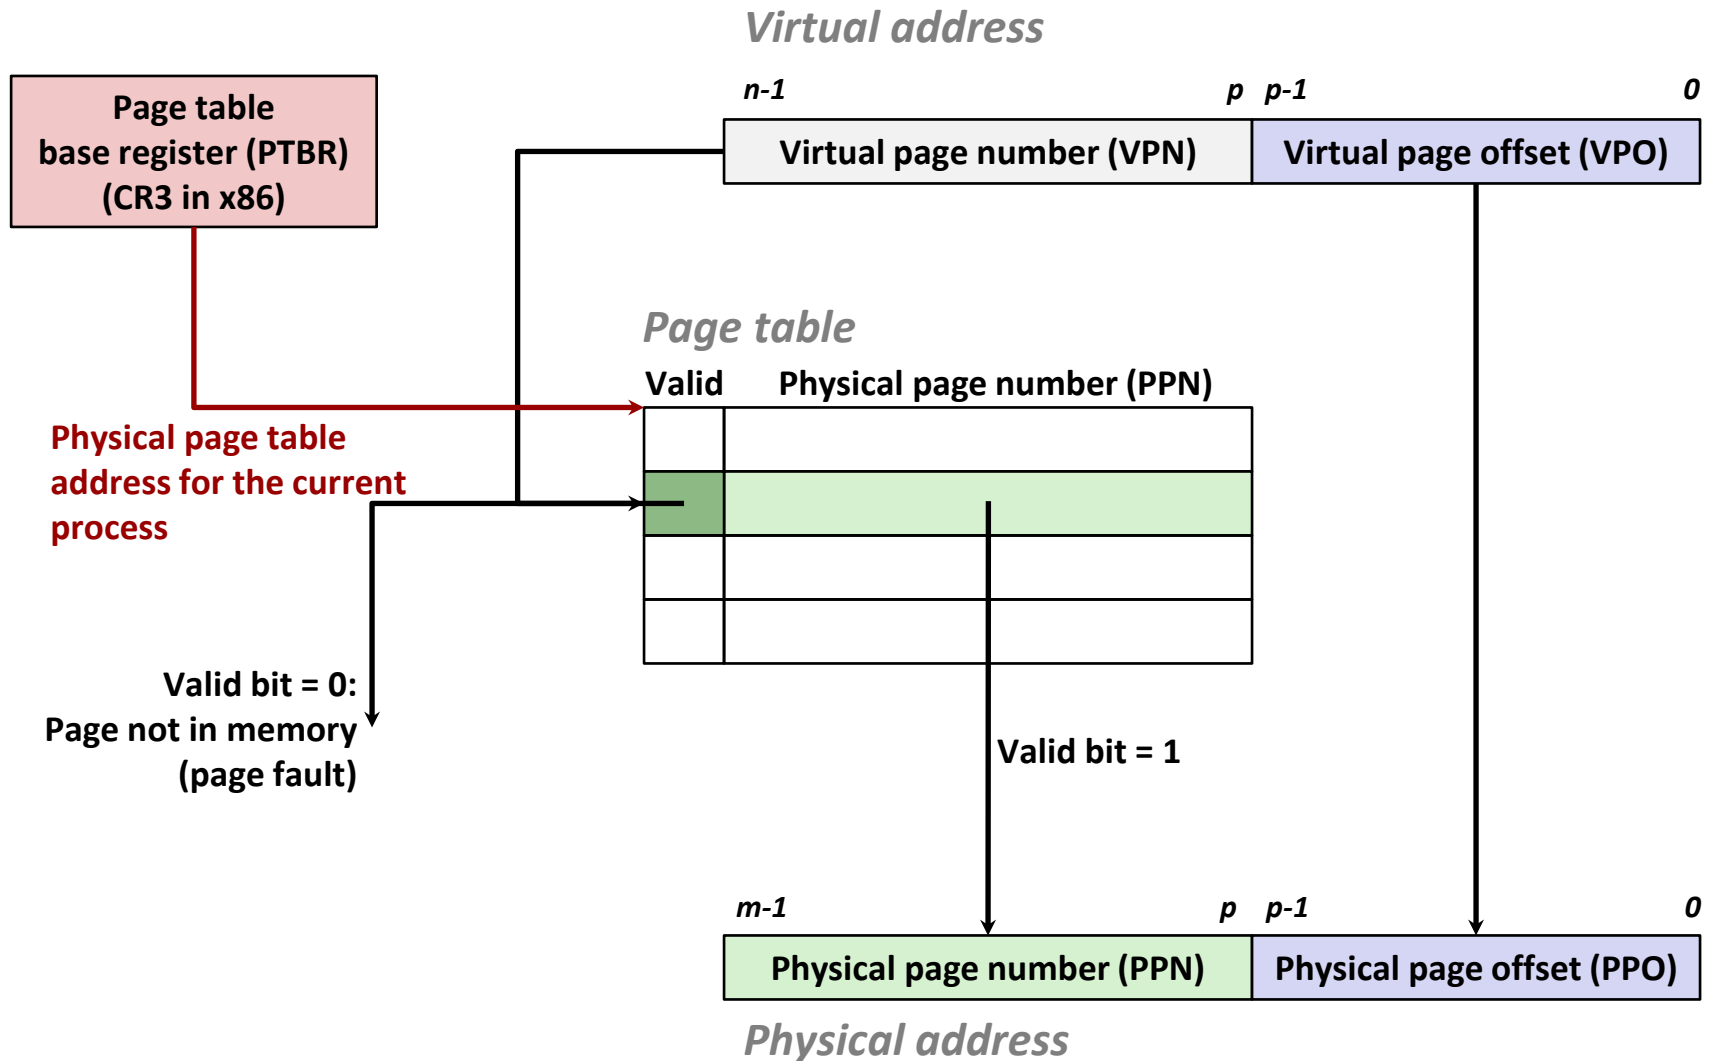 Virtual address
n-1 p p-1 0
Page table
base register (PTBR)
(CR3 in x86)
Virtual page number (VPN) Virtual page offset (VPO)
Page table
Valid Physical page number (PPN)
Physical page table
address for the current
process
Valid bit = 0:
Page not in memory
(page fault)
Valid bit = 1
m-1 p p-1 0
Physical page number (PPN) Physical page offset (PPO)
Physical address